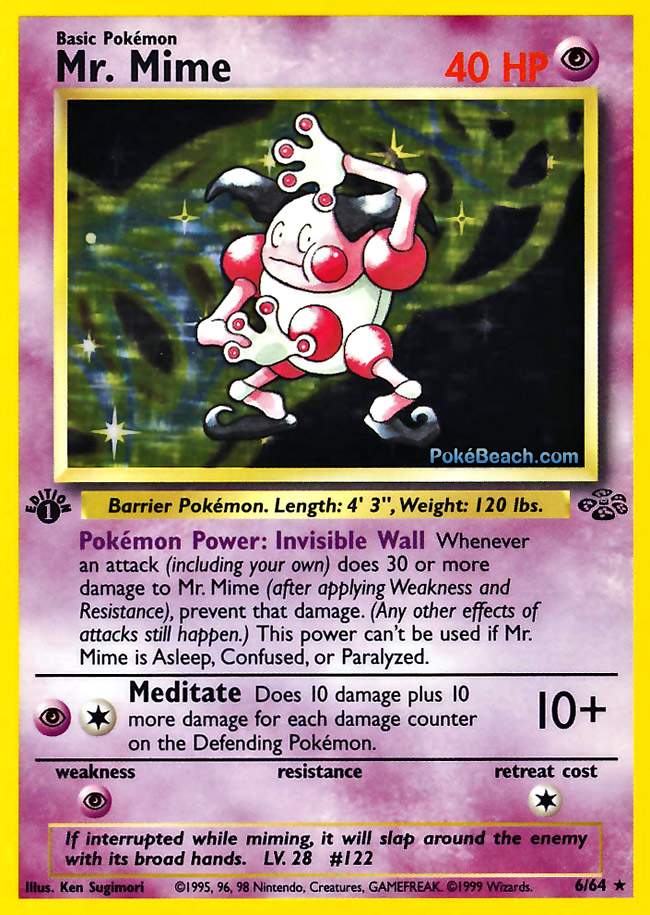 Basic Pokémon
Mr. Mime 40 HP
PokéBeach.com
EDITION 1
Barrier Pokémon. Length: 4' 3", Weight: 120 lbs.
Pokémon Power: Invisible Wall Whenever
an attack (including your own) does 30 or more
damage to Mr. Mime (after applying Weakness and
Resistance), prevent that damage. (Any other effects of
attacks still happen.) This power can't be used if Mr.
Mime is Asleep, Confused, or Paralyzed.
Meditate Does 10 damage plus 10
more damage for each damage counter
on the Defending Pokémon.
10+
weakness resistance retreat cost
If interrupted while miming, it will slap around the enemy
with its broad hands. LV. 28 #122
Illus. Ken Sugimori ©1995, 96, 98 Nintendo, Creatures, GAMEFREAK. ©1999 Wizards. 6/64 ★